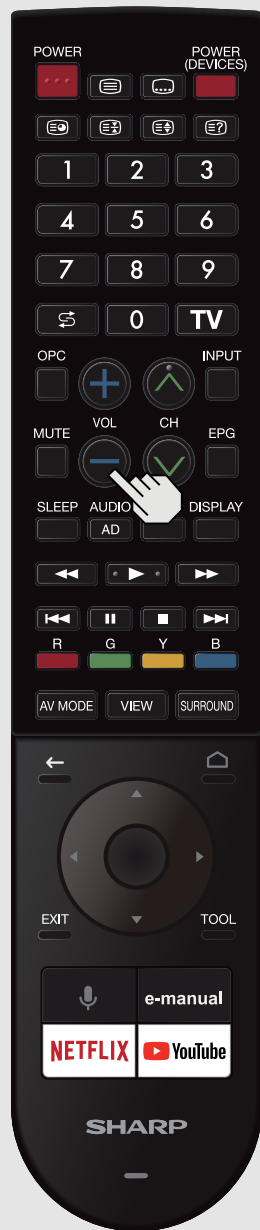 POWER
POWER
(DEVICES)
1 2 3
4 5 6
7 8 9
0 TV
OPC INPUT
MUTE VOL CH EPG
SLEEP AUDIO DISPLAY
AD
R G Y B
AV MODE VIEW SURROUND
EXIT TOOL
e-manual
NETFLIX YouTube
SHARP